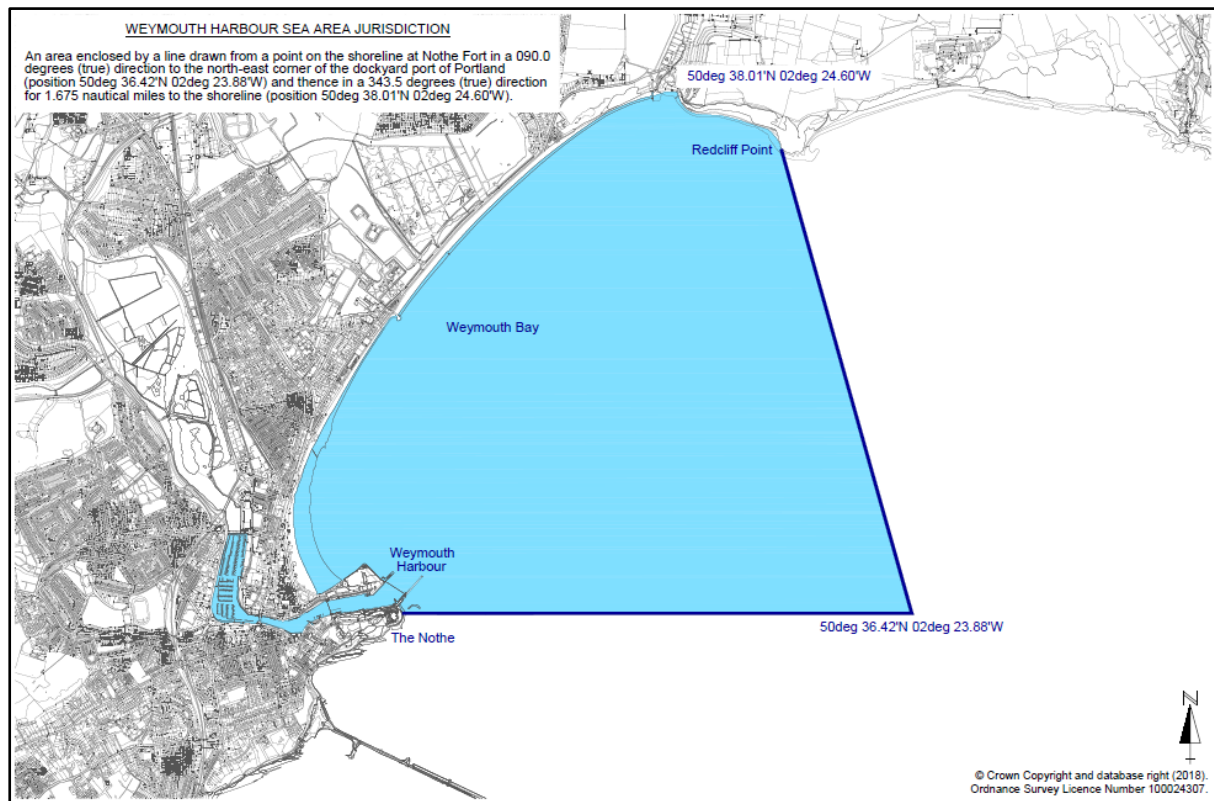 WEYMOUTH HARBOUR SEA AREA JURISDICTION
An area enclosed by a line drawn from a point on the shoreline at Nothe Fort in a 090.0
degrees (true) direction to the north-east corner of the dockyard port of Portland
(position 50deg 36.42'N 02deg 23.88'W) and thence in a 343.5 degrees (true) direction
for 1.675 nautical miles to the shoreline (position 50deg 38.01'N 02deg 24.60'W).
50deg 38.01'N 02deg 24.60'W
Redcliff Point
Weymouth Bay
Weymouth
Harbour
The Nothe
50deg 36.42'N 02deg 23.88'W
N
© Crown Copyright and database right (2018).
Ordnance Survey Licence Number 100024307.